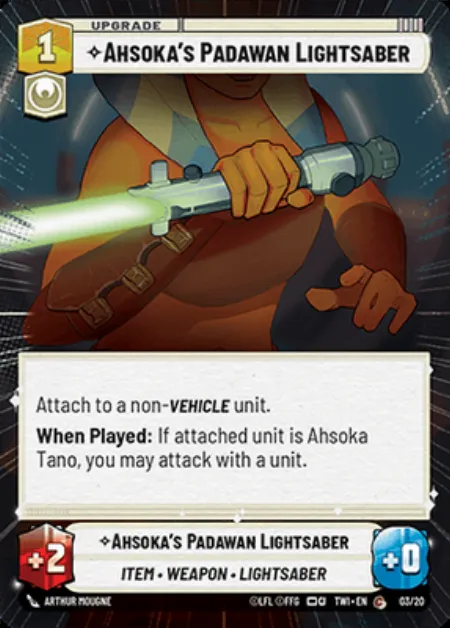 UPGRADE
1
✧AHSOKA'S PADAWAN LIGHTSABER
Attach to a non-VEHICLE unit.
When Played: If attached unit is Ahsoka
Tano, you may attack with a unit.
+2
✧AHSOKA'S PADAWAN LIGHTSABER
+0
ITEM • WEAPON • LIGHTSABER
ARTHUR MOUGNE
©LFL ©FFG
TWI • EN
C
03/20